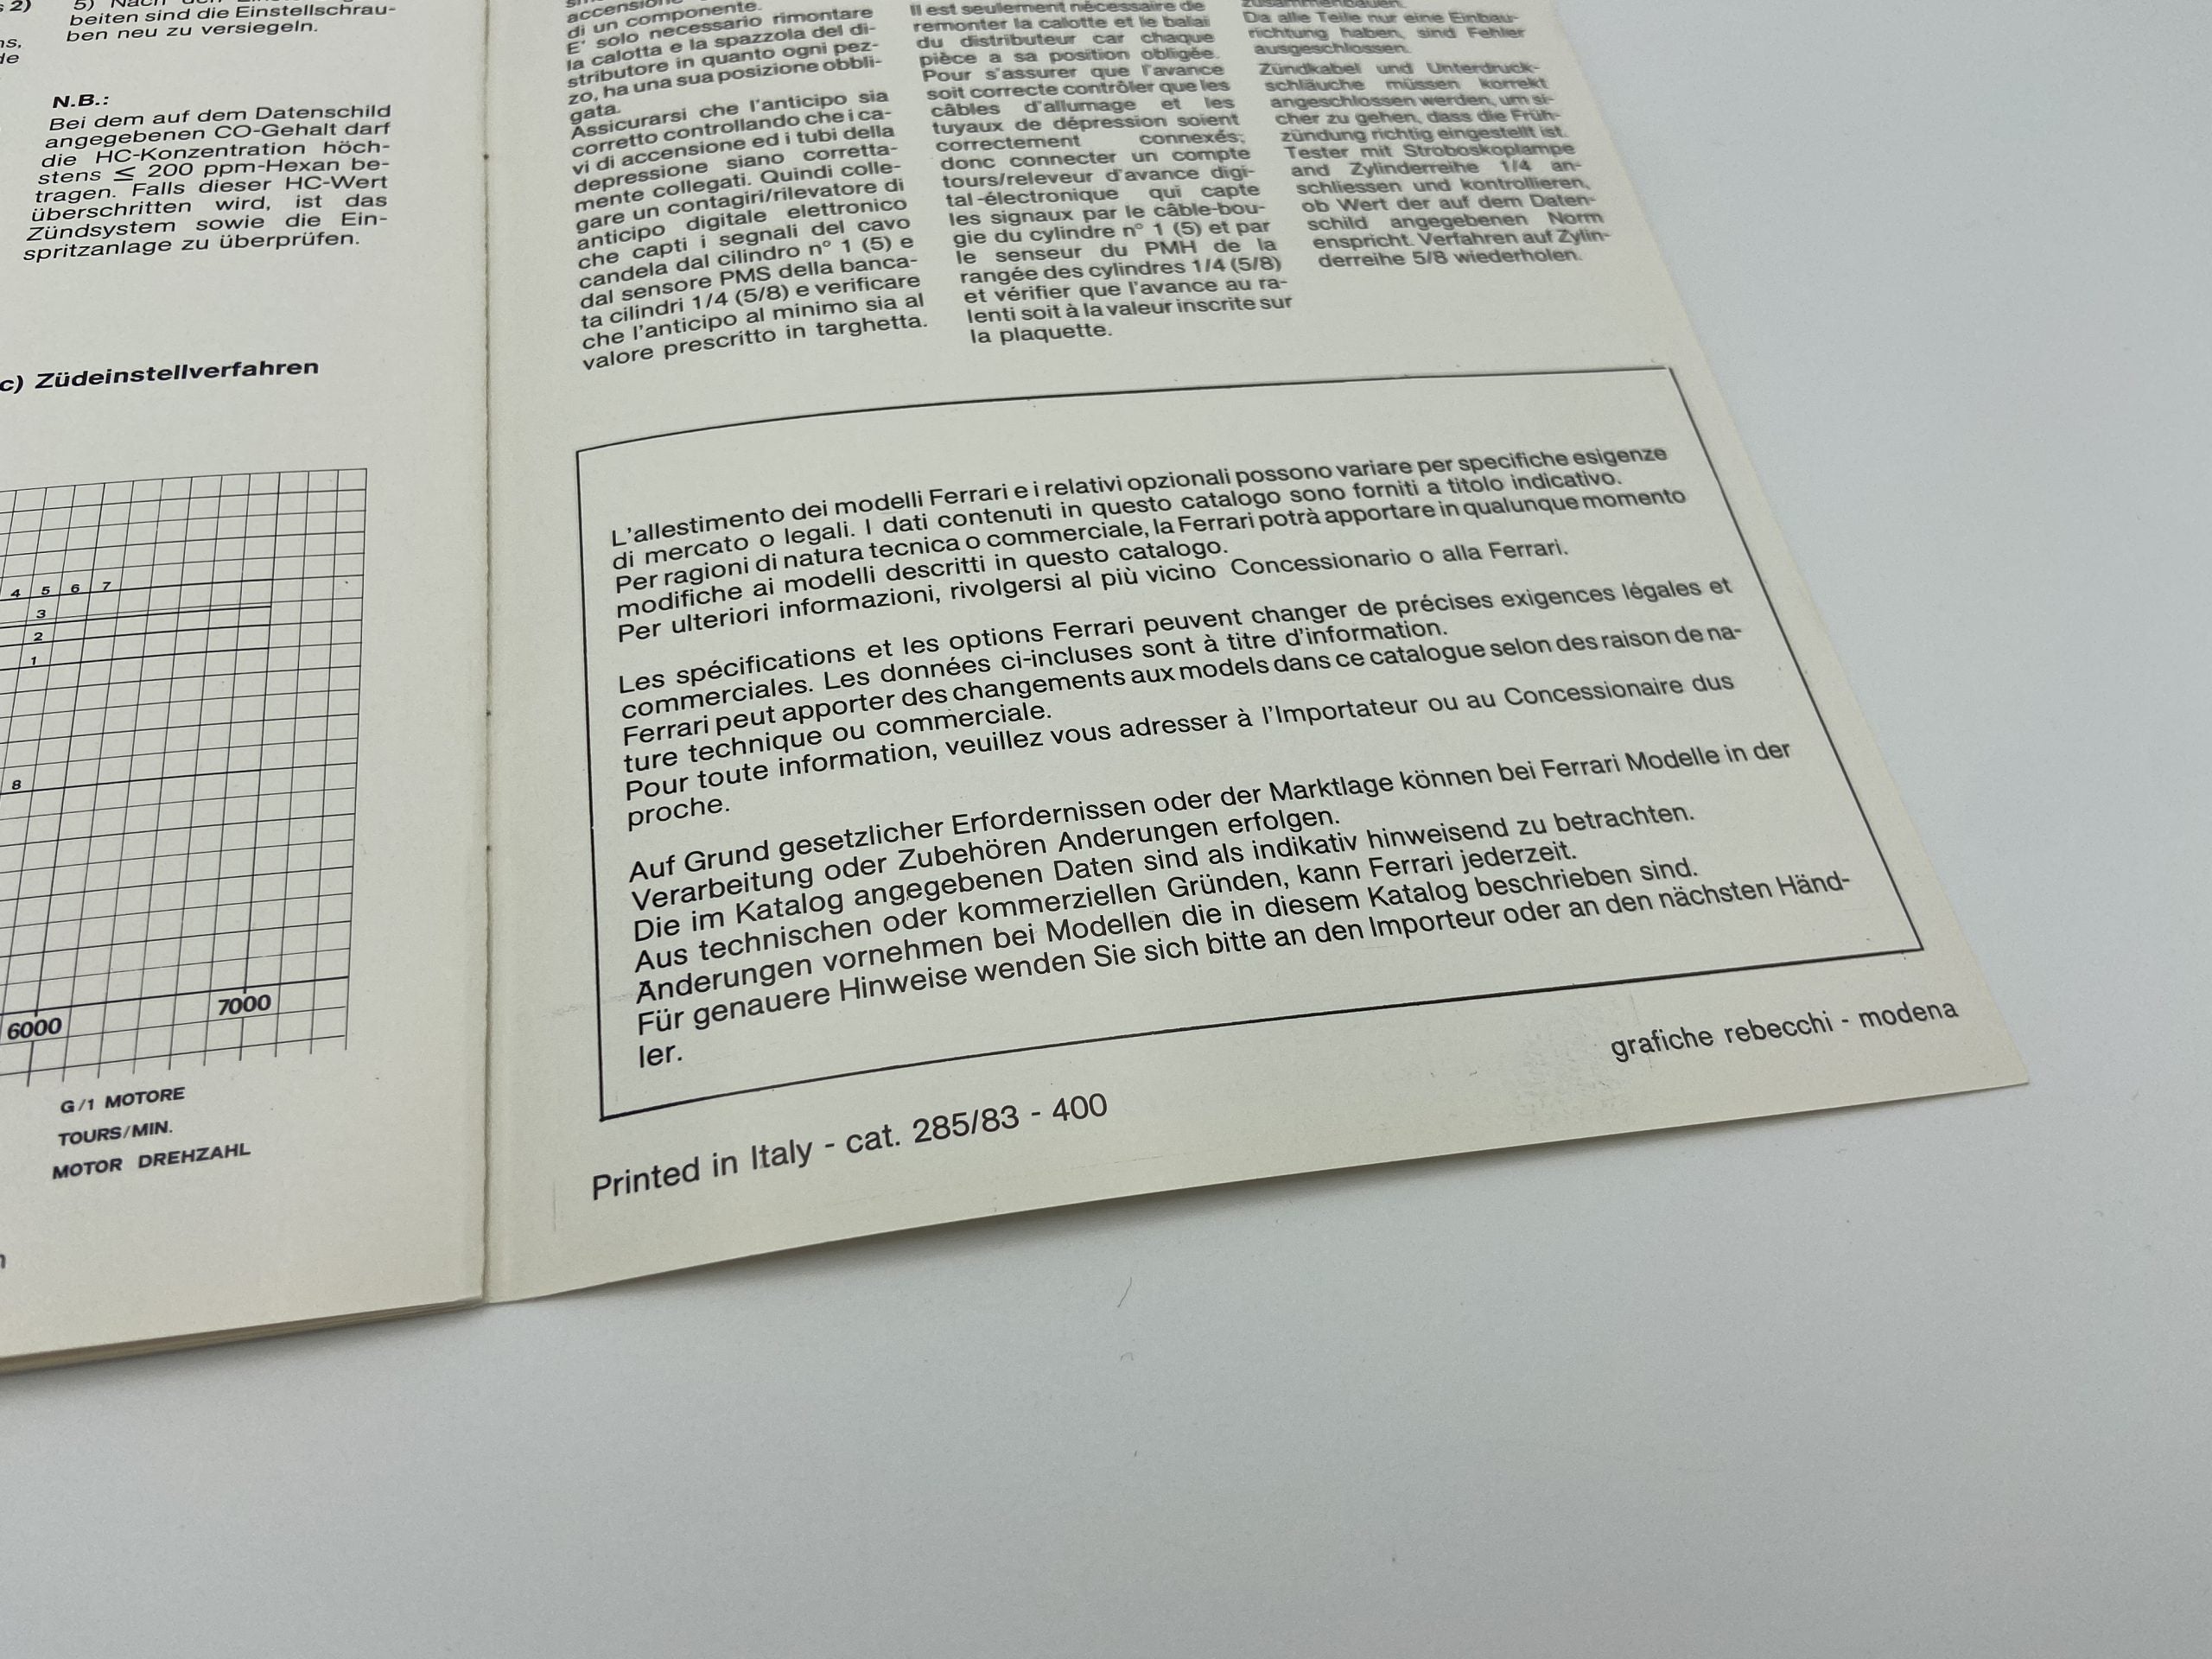 s 2)
ns,
de
5) Nach den
beiten sind die Einstellschrau-
ben neu zu versiegeln.
N.B.:
Bei dem auf dem Datenschild
angegebenen CO-Gehalt darf
die HC-Konzentration höch-
stens ≤ 200 ppm-Hexan be-
tragen. Falls dieser HC-Wert
überschritten wird, ist das
Zündsystem sowie die Ein-
spritzanlage zu überprüfen.
c) Züdeinstellverfahren
4 5 6 7
3
2
1
8
6000 7000
G/1 MOTORE
TOURS/MIN.
MOTOR DREHZAHL
accensione
di un componente.
E' solo necessario rimontare
la calotta e la spazzola del di-
stributore in quanto ogni pez-
zo, ha una sua posizione obbli-
gata.
Assicurarsi che l'anticipo sia
corretto controllando che i ca-
vi di accensione ed i tubi della
depressione siano corretta-
mente collegati. Quindi colle-
gare un contagiri/rilevatore di
anticipo digitale elettronico
che capti i segnali del cavo
candela dal cilindro n° 1 (5) e
dal sensore PMS della banca-
ta cilindri 1/4 (5/8) e verificare
che l'anticipo al minimo sia al
valore prescritto in targhetta.
Il est seulement nécessaire de
remonter la calotte et le balai
du distributeur car chaque
pièce a sa position obligée.
Pour s'assurer que l'avance
soit correcte contrôler que les
câbles d'allumage et les
tuyaux de dépression soient
correctement connexés;
donc connecter un compte
tours/releveur d'avance digi-
tal-électronique qui capte
les signaux par le câble-bou-
gie du cylindre n° 1 (5) et par
le senseur du PMH de la
rangée des cylindres 1/4 (5/8)
et vérifier que l'avance au ra-
lenti soit à la valeur inscrite sur
la plaquette.
zusammenbauen.
Da alle Teile nur eine Einbau-
richtung haben, sind Fehler
ausgeschlossen.
Zündkabel und Unterdruck-
schläuche müssen korrekt
angeschlossen werden, um si-
cher zu gehen, dass die Früh-
zündung richtig eingestellt ist.
Tester mit Stroboskoplampe
and Zylinderreihe 1/4 an-
schliessen und kontrollieren,
ob Wert der auf dem Daten-
schild angegebenen Norm
enspricht. Verfahren auf Zylin-
derreihe 5/8 wiederholen.
L'allestimento dei modelli Ferrari e i relativi opzionali possono variare per specifiche esigenze
di mercato o legali. I dati contenuti in questo catalogo sono forniti a titolo indicativo.
Per ragioni di natura tecnica o commerciale, la Ferrari potrà apportare in qualunque momento
modifiche ai modelli descritti in questo catalogo.
Per ulteriori informazioni, rivolgersi al più vicino Concessionario o alla Ferrari.
Les spécifications et les options Ferrari peuvent changer de précises exigences légales et
commerciales. Les données ci-incluses sont à titre d'information.
Ferrari peut apporter des changements aux models dans ce catalogue selon des raison de na-
ture technique ou commerciale.
Pour toute information, veuillez vous adresser à l'Importateur ou au Concessionaire dus
proche.
Auf Grund gesetzlicher Erfordernissen oder der Marktlage können bei Ferrari Modelle in der
Verarbeitung oder Zubehören Anderungen erfolgen.
Die im Katalog angegebenen Daten sind als indikativ hinweisend zu betrachten.
Aus technischen oder kommerziellen Gründen, kann Ferrari jederzeit.
Änderungen vornehmen bei Modellen die in diesem Katalog beschrieben sind.
Für genauere Hinweise wenden Sie sich bitte an den Importeur oder an den nächsten Händ-
ler.
Printed in Italy - cat. 285/83 - 400
grafiche rebecchi - modena